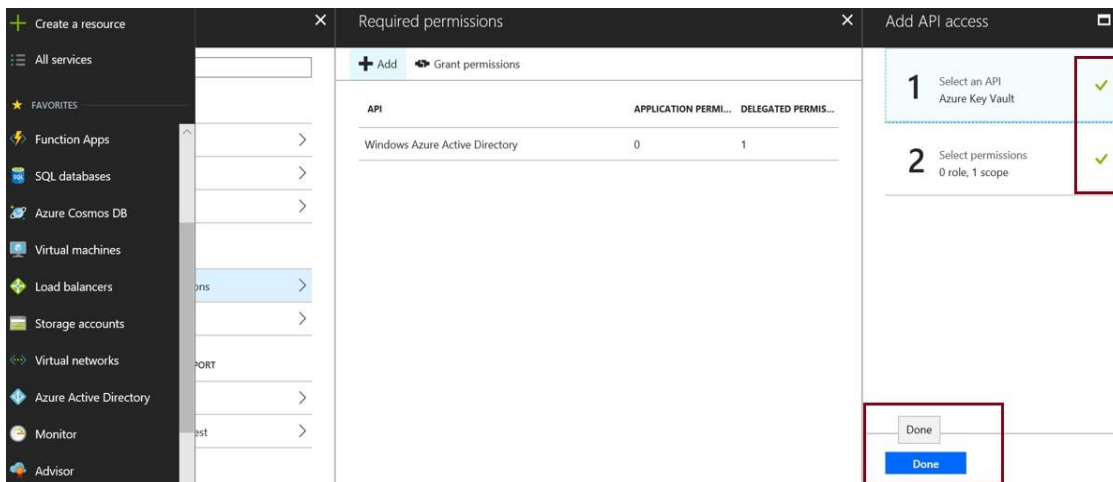 Create a resource
All services
FAVORITES
Function Apps
SQL databases
Azure Cosmos DB
Virtual machines
Load balancers
Storage accounts
Virtual networks
Azure Active Directory
Monitor
Advisor
ons
PORT
est
Required permissions
Add Grant permissions
API APPLICATION PERMI... DELEGATED PERMIS...
Windows Azure Active Directory 0 1
Add API access
1 Select an API
Azure Key Vault
2 Select permissions
0 role, 1 scope
Done
Done